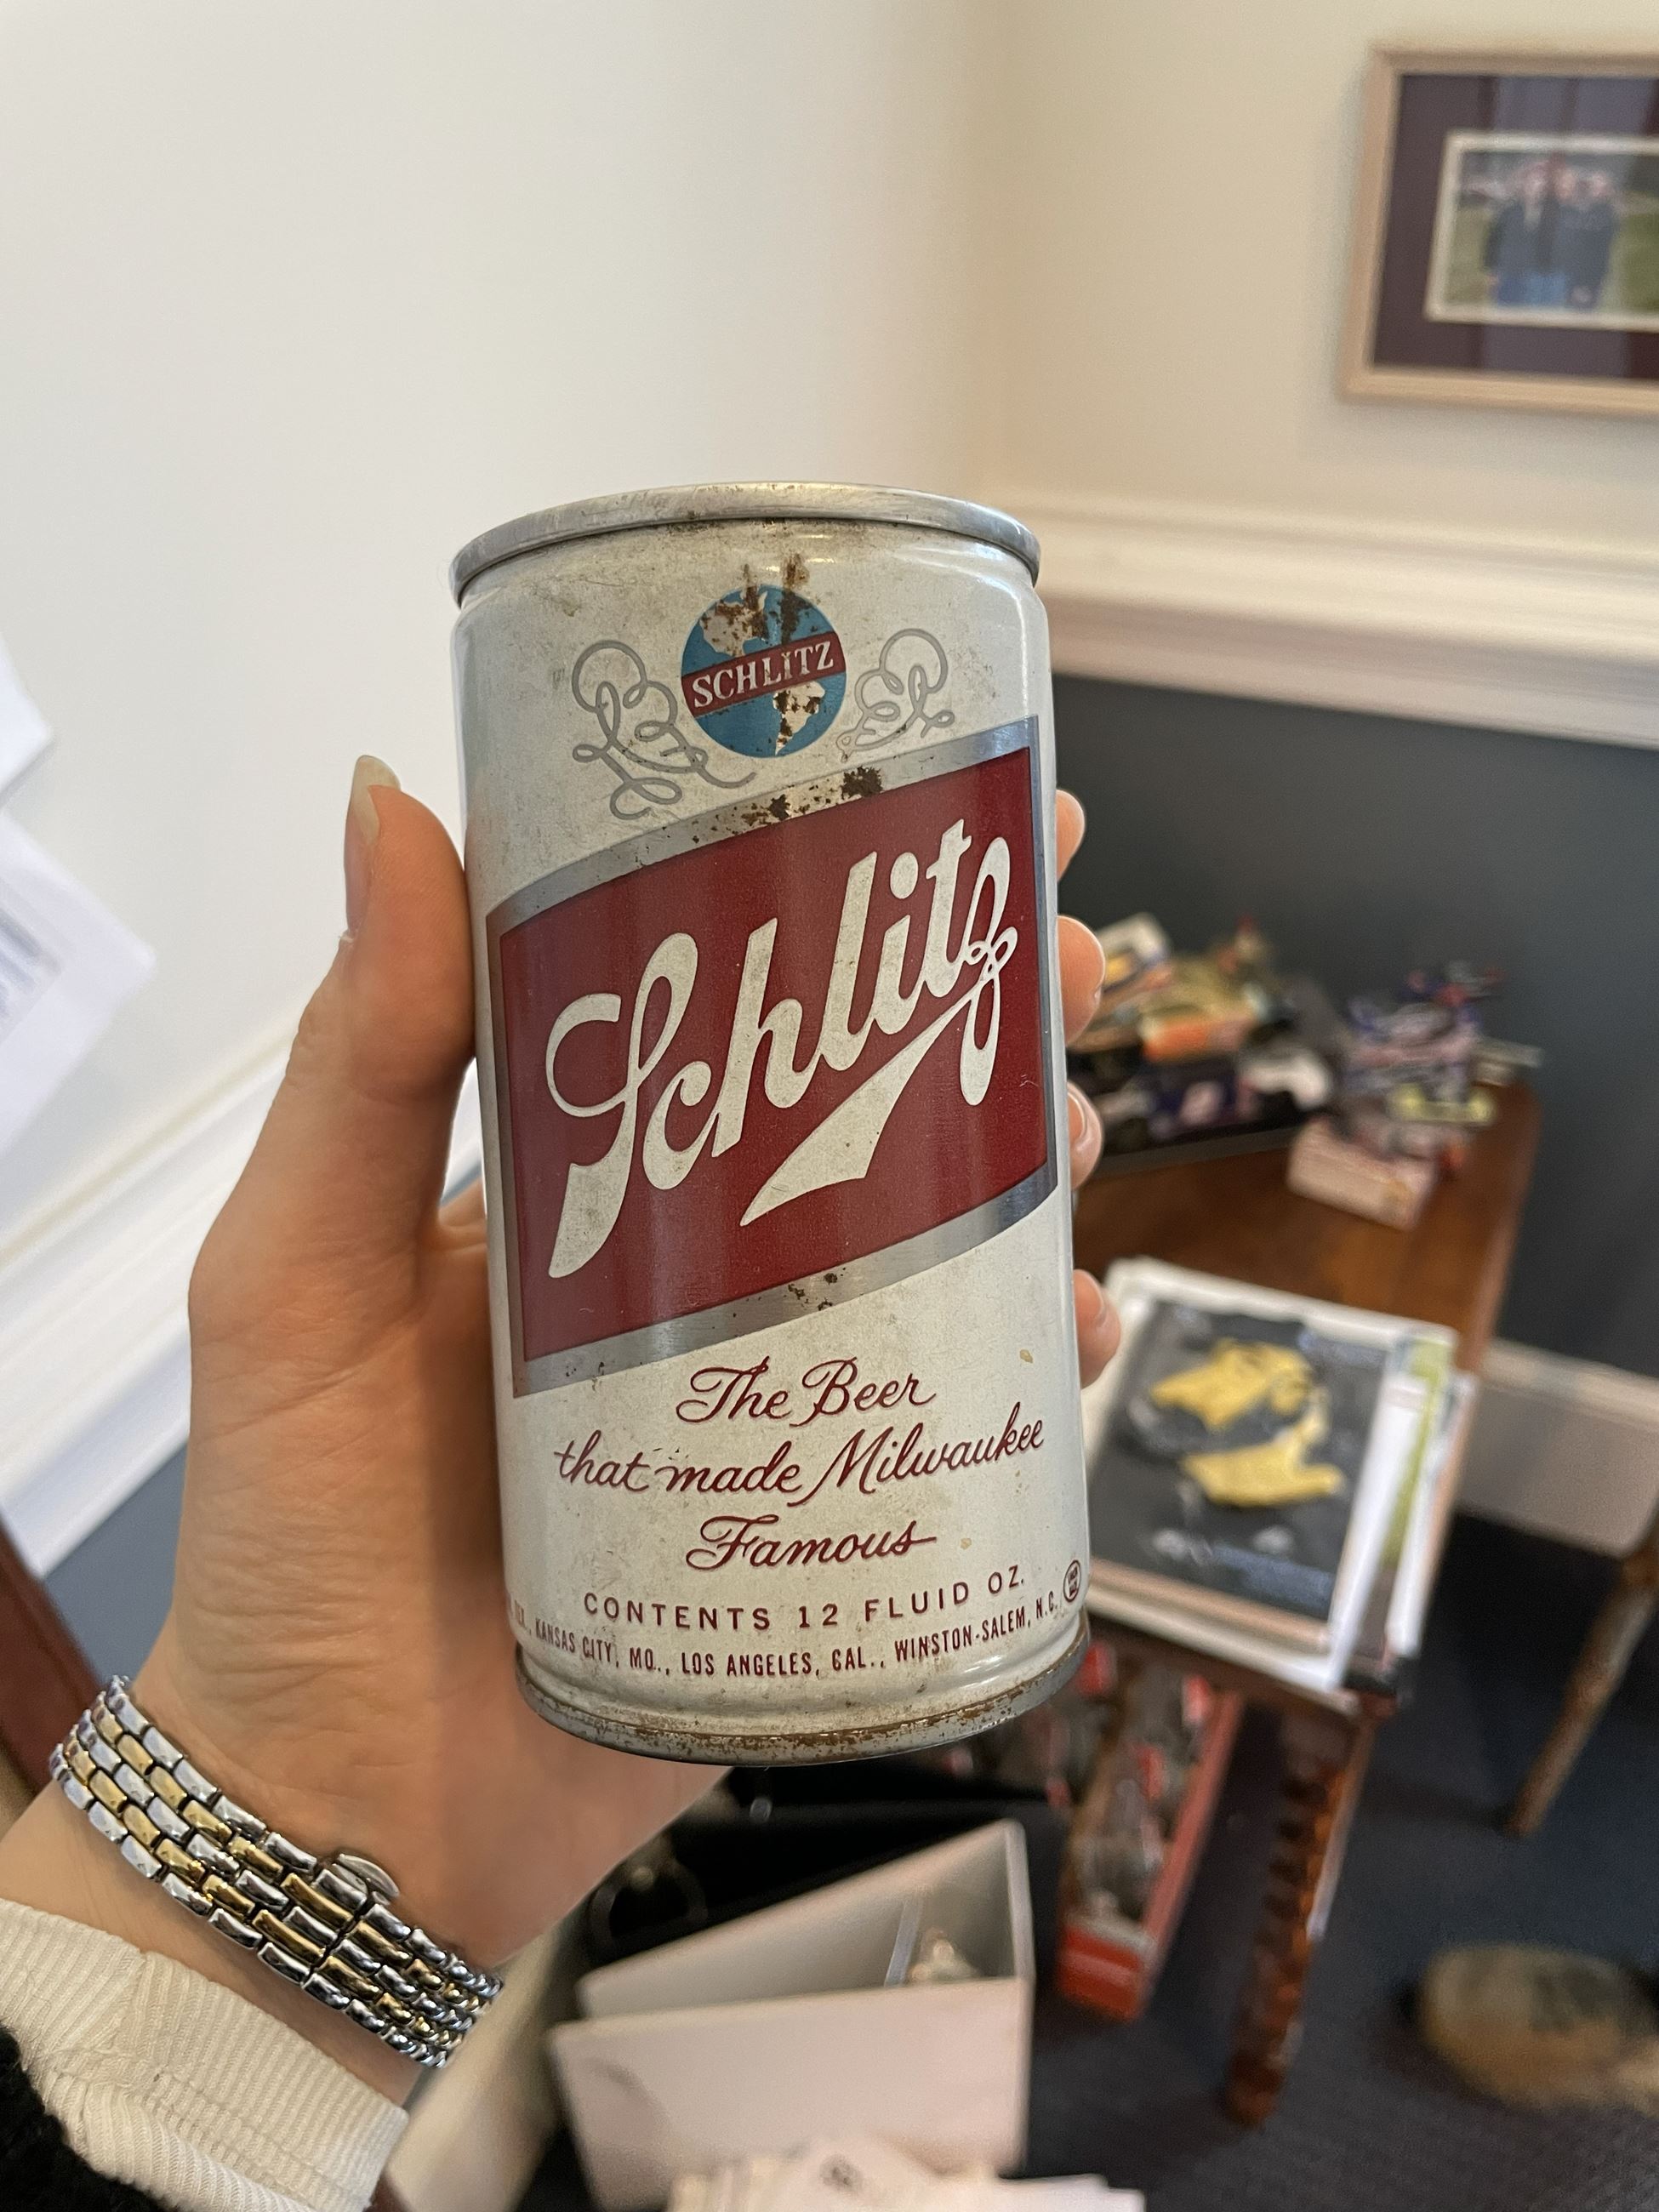 SCHLITZ
Schlitz
The Beer
that made Milwaukee
Famous
CONTENTS 12 FLUID OZ.
KANSAS CITY, MO., LOS ANGELES, CAL., WINSTON-SALEM, N.C.